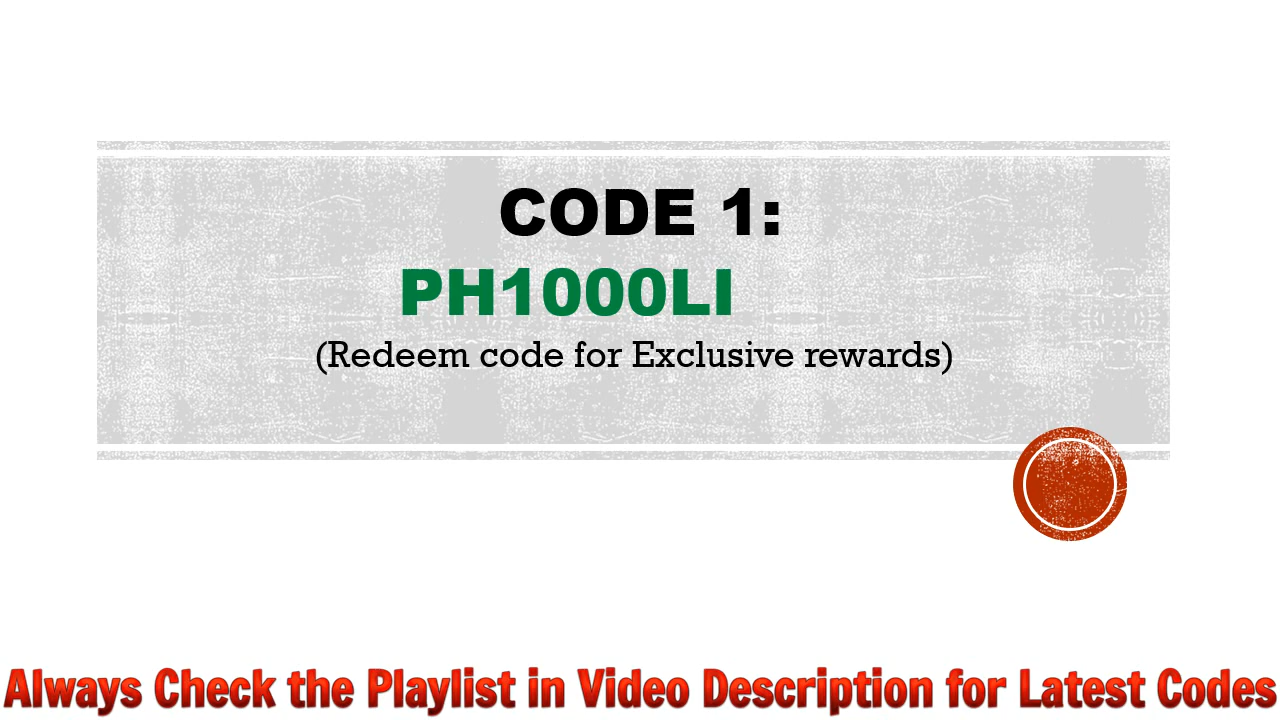 CODE 1:
PH1000LI
(Redeem code for Exclusive rewards)
Always Check the Playlist in Video Description for Latest Codes